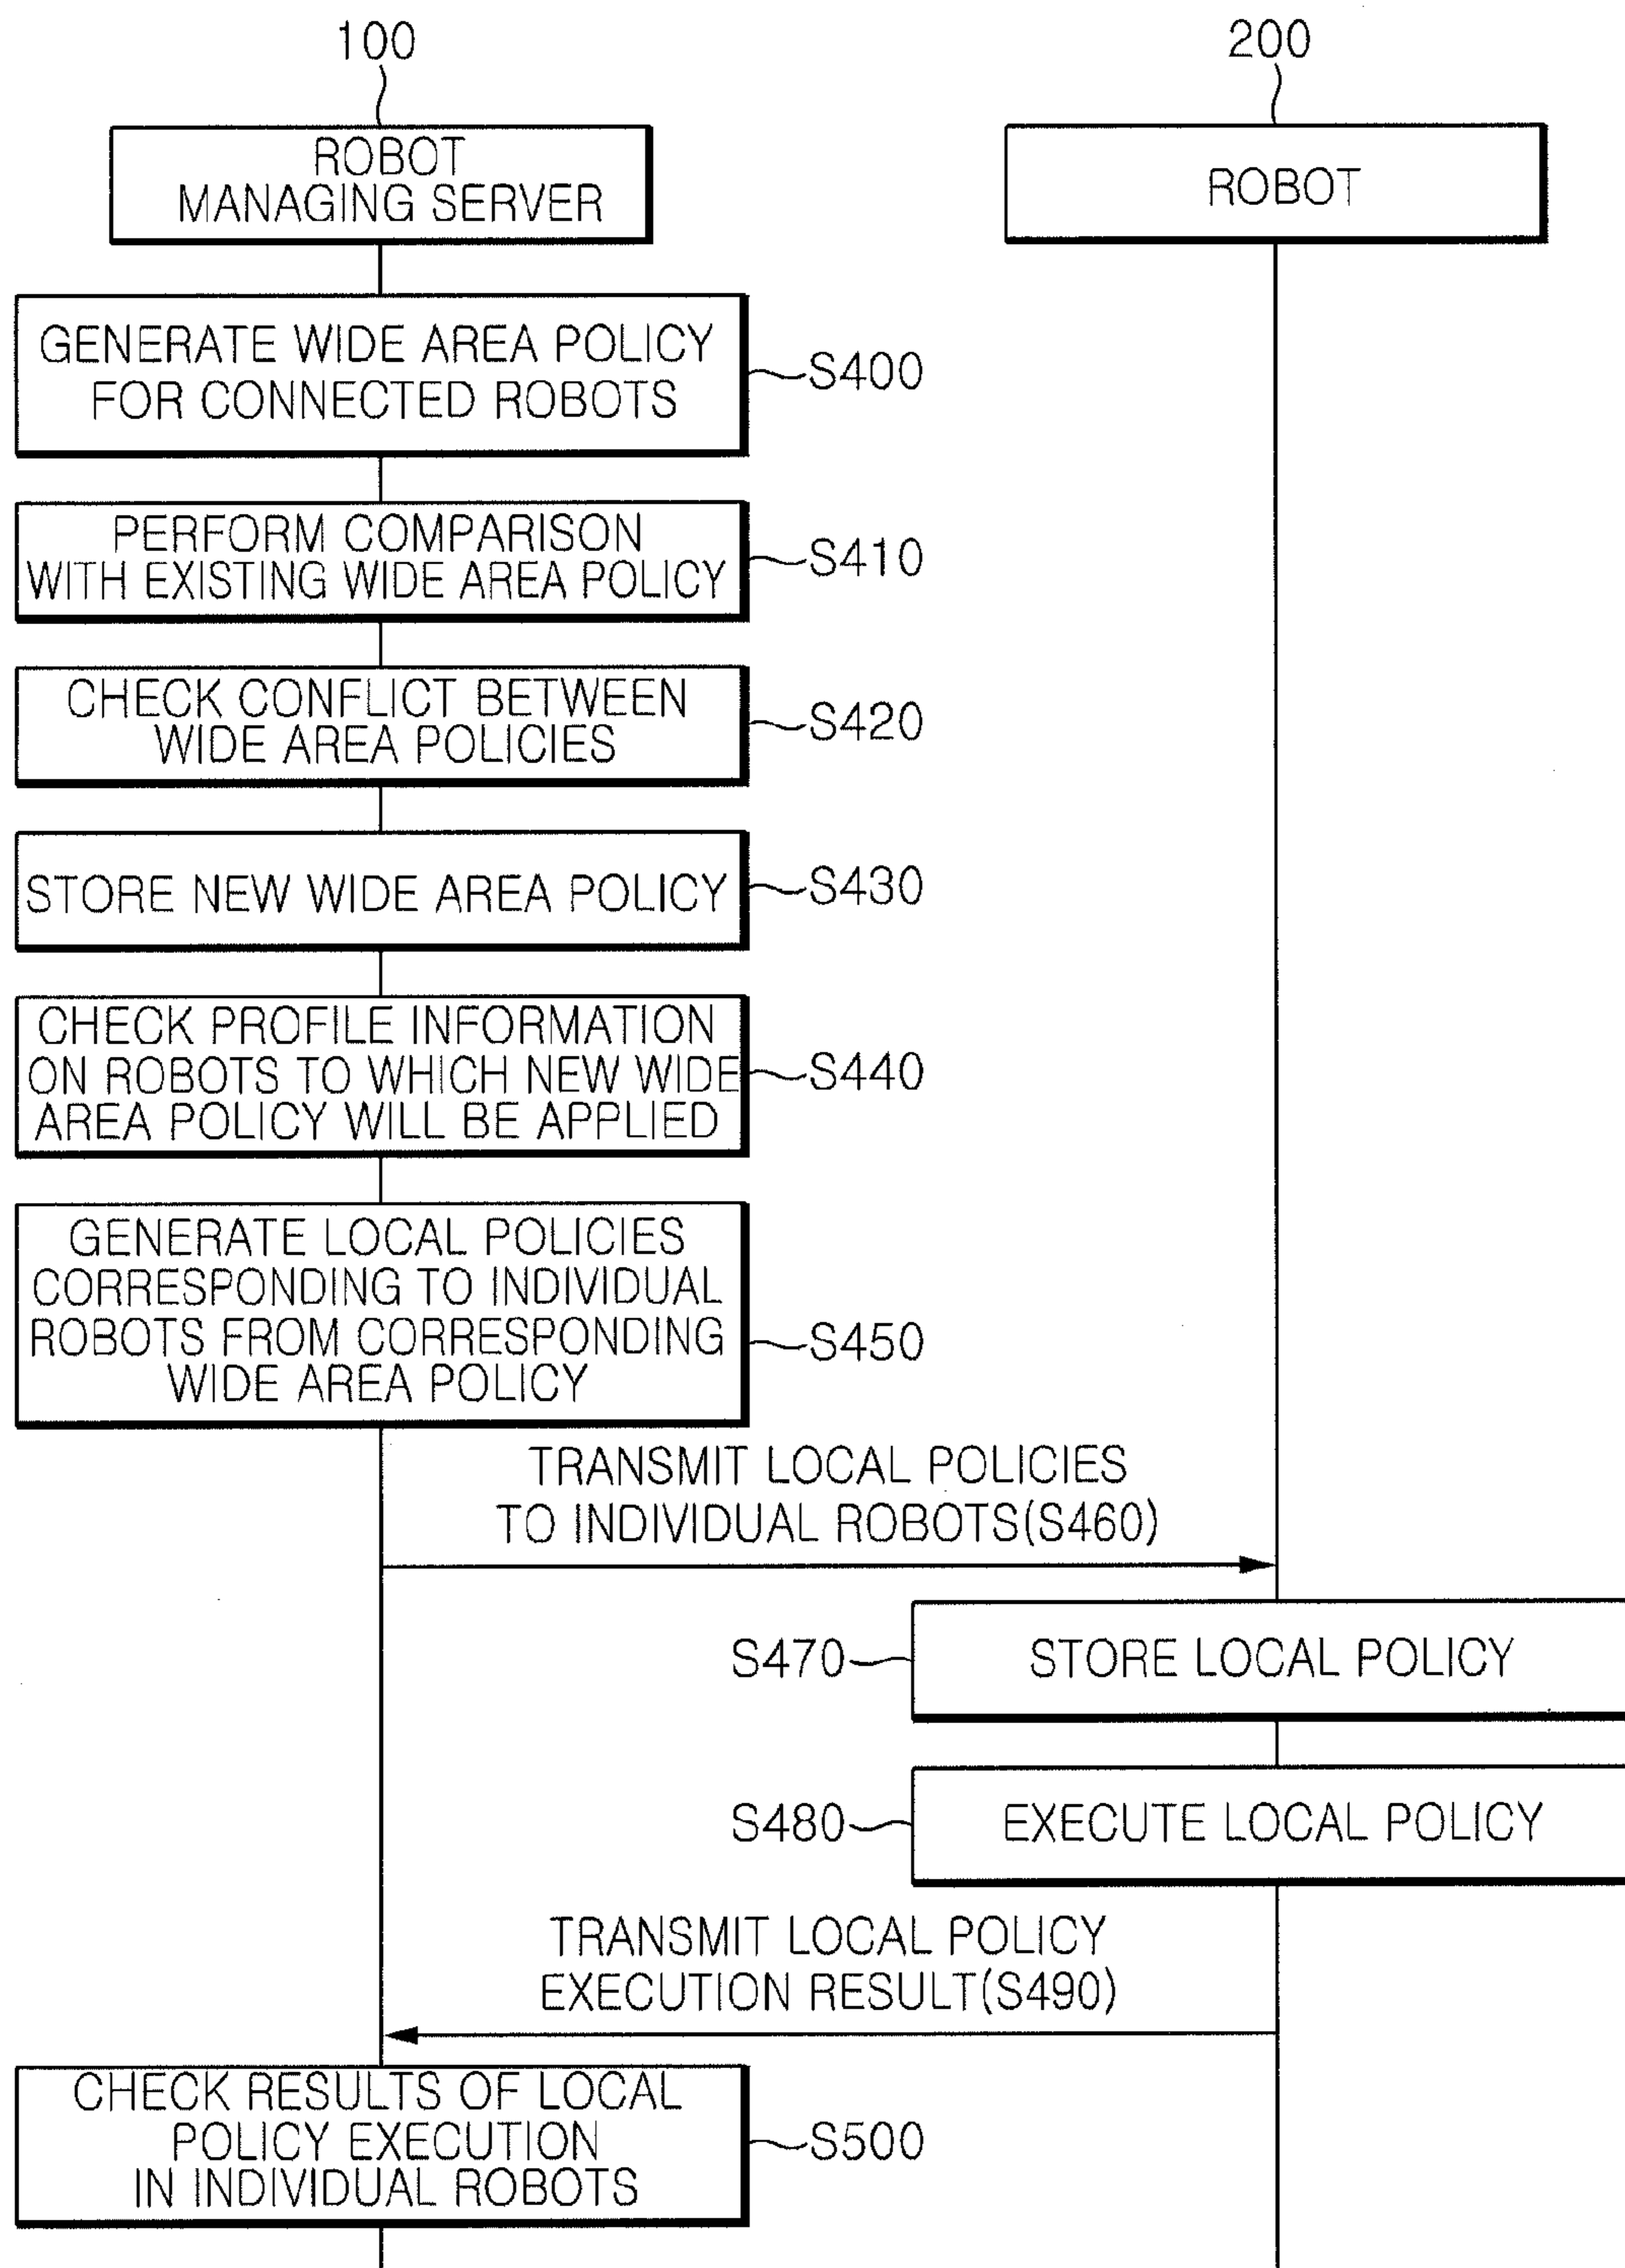 100
200
ROBOT
MANAGING SERVER
ROBOT
GENERATE WIDE AREA POLICY
FOR CONNECTED ROBOTS
S400
PERFORM COMPARISON
WITH EXISTING WIDE AREA POLICY
S410
CHECK CONFLICT BETWEEN
WIDE AREA POLICIES
S420
STORE NEW WIDE AREA POLICY
S430
CHECK PROFILE INFORMATION
ON ROBOTS TO WHICH NEW WIDE
AREA POLICY WILL BE APPLIED
S440
GENERATE LOCAL POLICIES
CORRESPONDING TO INDIVIDUAL
ROBOTS FROM CORRESPONDING
WIDE AREA POLICY
S450
TRANSMIT LOCAL POLICIES
TO INDIVIDUAL ROBOTS(S460)
S470
STORE LOCAL POLICY
S480
EXECUTE LOCAL POLICY
TRANSMIT LOCAL POLICY
EXECUTION RESULT(S490)
CHECK RESULTS OF LOCAL
POLICY EXECUTION
IN INDIVIDUAL ROBOTS
S500